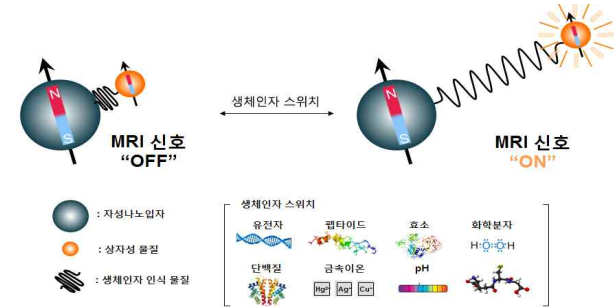 N
S
MRI 신호
“OFF”
생체인자 스위치
N
S
MRI 신호
“ON”
: 자성나노입자
: 상자성 물질
: 생체인자 인식 물질
생체인자 스위치
유전자 펩타이드 효소 화학분자
H:O::O:H
단백질 금속이온 pH
Hg²⁺ Ag⁺ Cu⁺